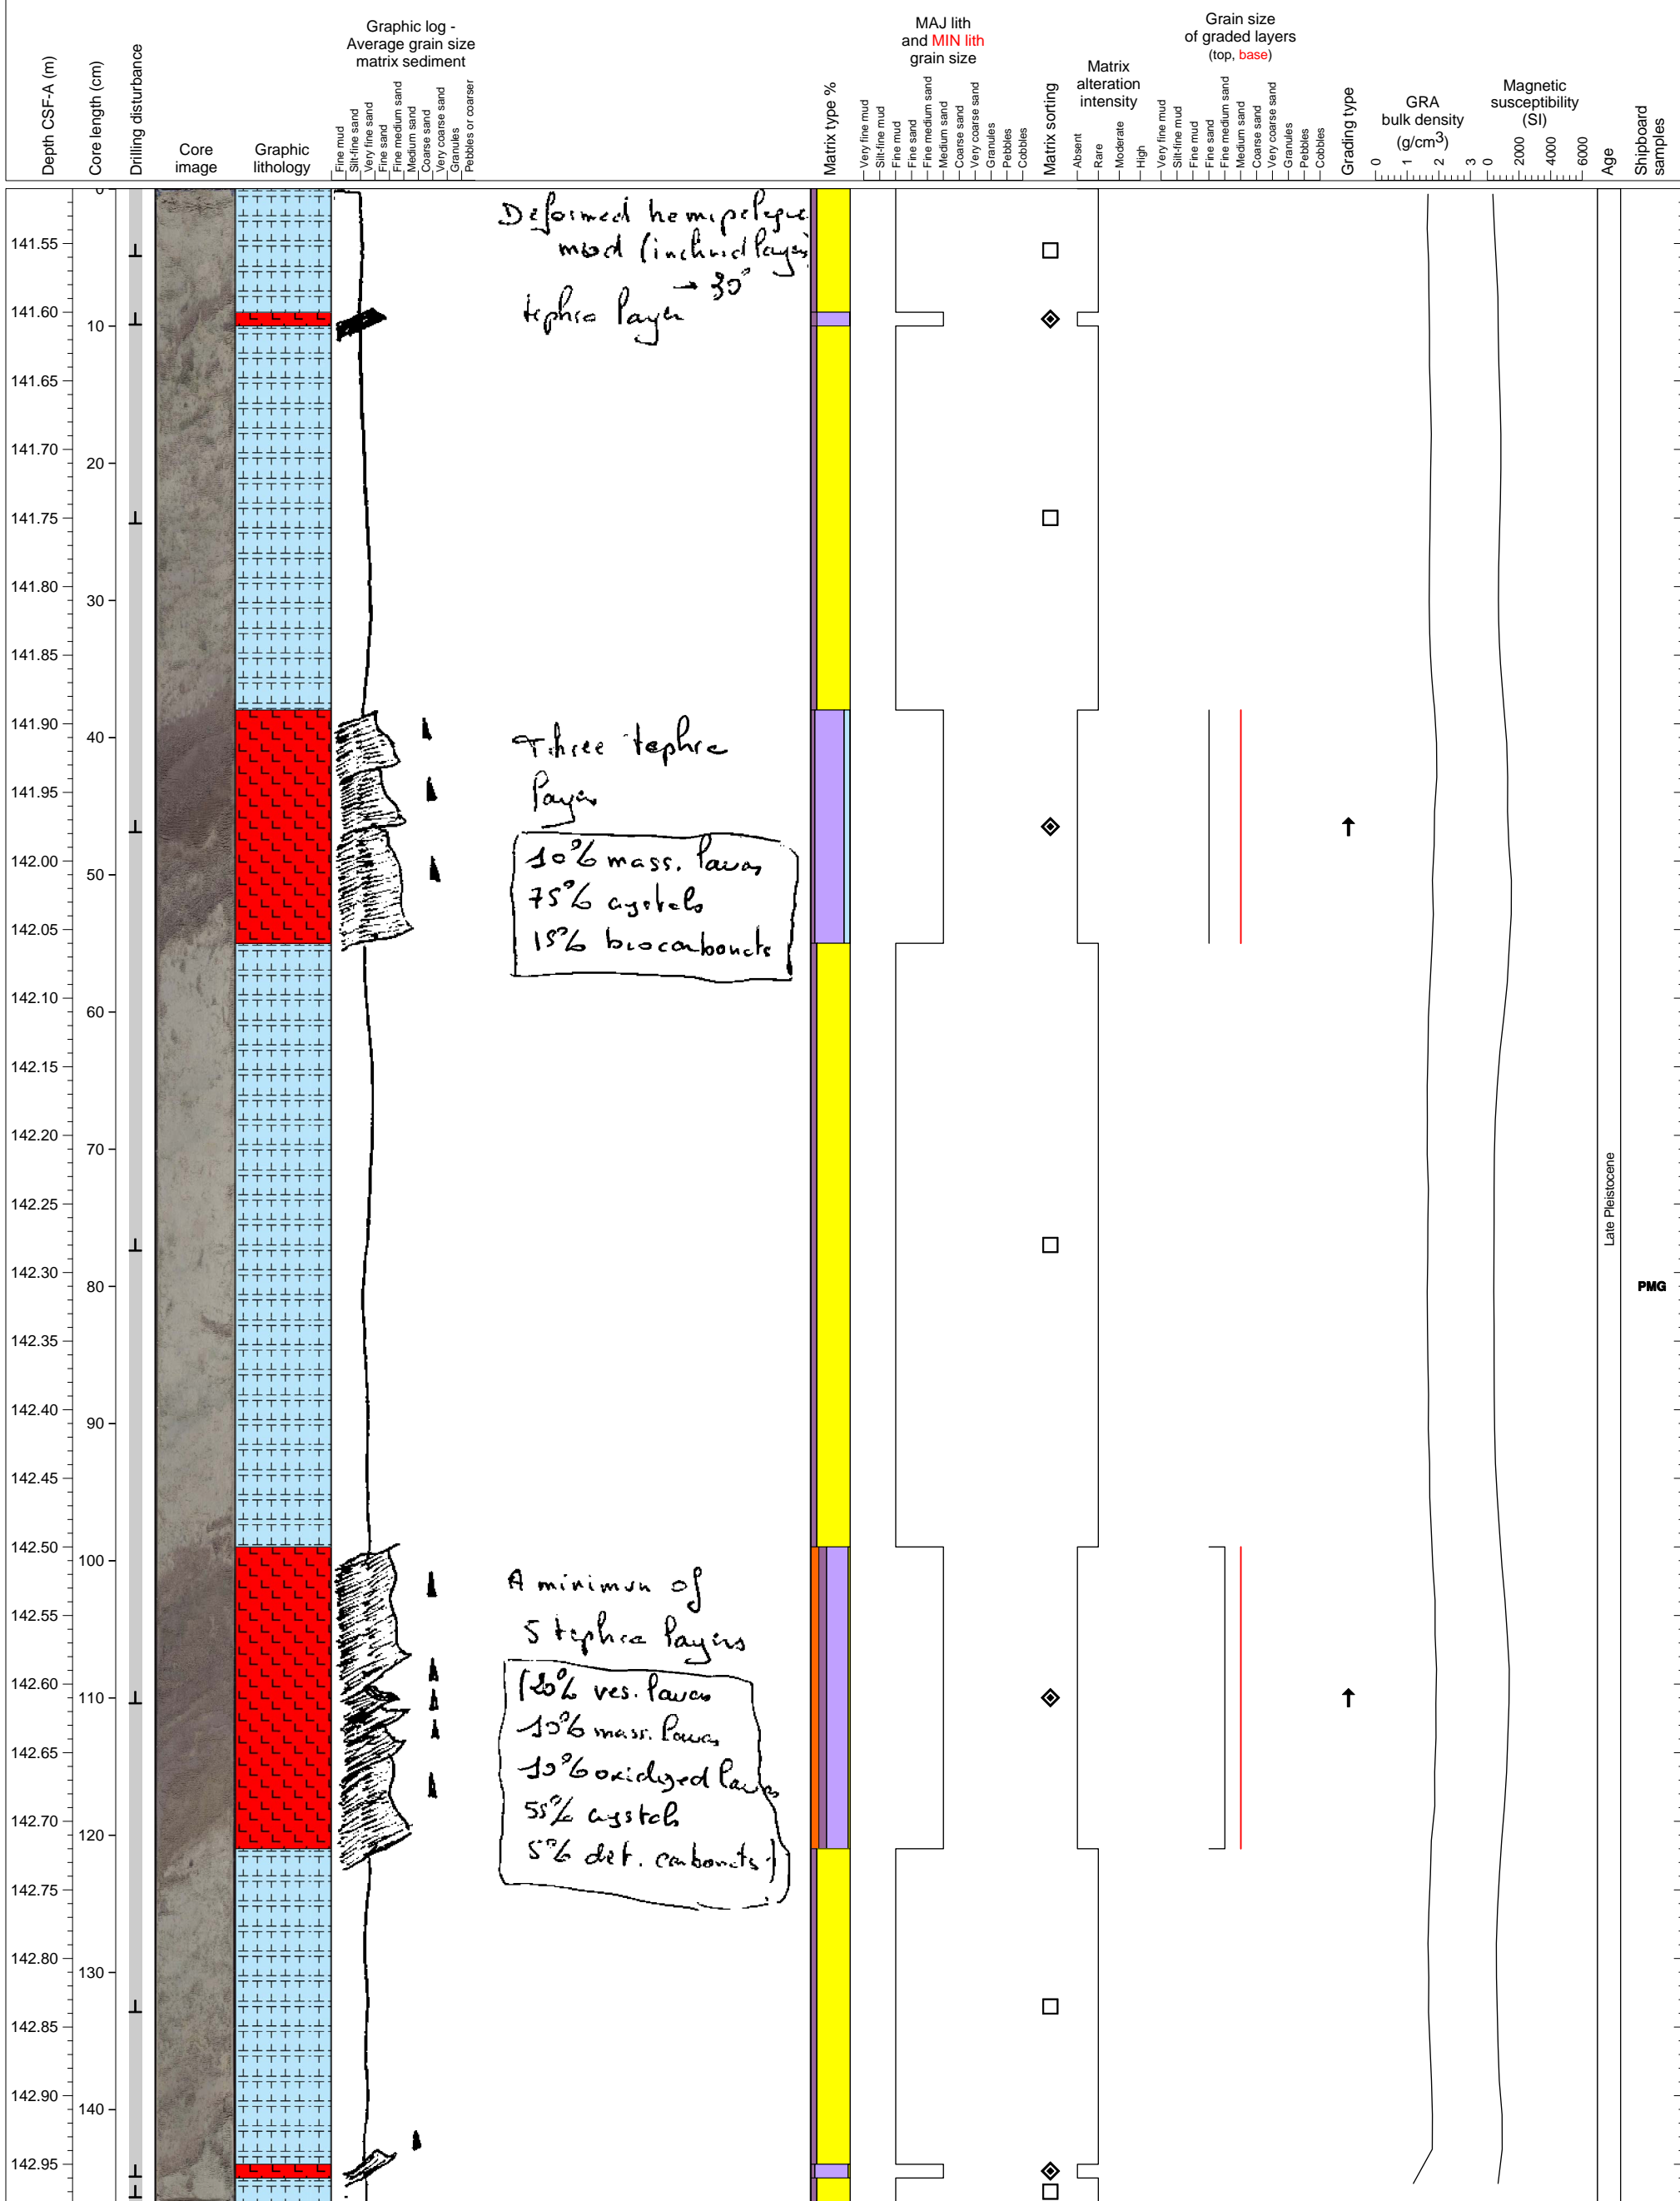 Depth CSF-A (m)
Core length (cm)
Drilling disturbance
Core
image
Graphic
lithology
Graphic log -
Average grain size
matrix sediment
Fine mud
Silt-fine sand
Very fine sand
Fine sand
Fine medium sand
Medium sand
Coarse sand
Very coarse sand
Granules
Pebbles or coarser
Matrix type %
MAJ lith
and MIN lith
grain size
Very fine mud
Silt-fine mud
Fine mud
Fine sand
Fine medium sand
Medium sand
Coarse sand
Very coarse sand
Granules
Pebbles
Cobbles
Matrix sorting
Matrix
alteration
intensity
Absent
Rare
Moderate
High
Grain size
of graded layers
(top, base)
Very fine mud
Silt-fine mud
Fine mud
Fine sand
Fine medium sand
Medium sand
Coarse sand
Very coarse sand
Granules
Pebbles
Cobbles
Grading type
GRA
bulk density
(g/cm3)
0 1 2 3
Magnetic
susceptibility
(SI)
0 2000 4000 6000
Age
Shipboard
samples
0
141.55
141.60
10
141.65
141.70
20
141.75
141.80
30
141.85
141.90
40
141.95
142.00
50
142.05
142.10
60
142.15
142.20
70
142.25
142.30
80
142.35
142.40
90
142.45
142.50
100
142.55
142.60
110
142.65
142.70
120
142.75
142.80
130
142.85
142.90
140
142.95
Deformed hemipelagic
mud (inclined layers)
→ 30°
tephra layer
Three tephra
layers
10% mass. lavas
75% crystals
15% biocarbonats
A minimun of
5 tephra layers
(20% ves. lavas
10% mass. lavas
10% oxidyzed lavas
55% crystals
5% det. carbonats)
Late Pleistocene
PMG